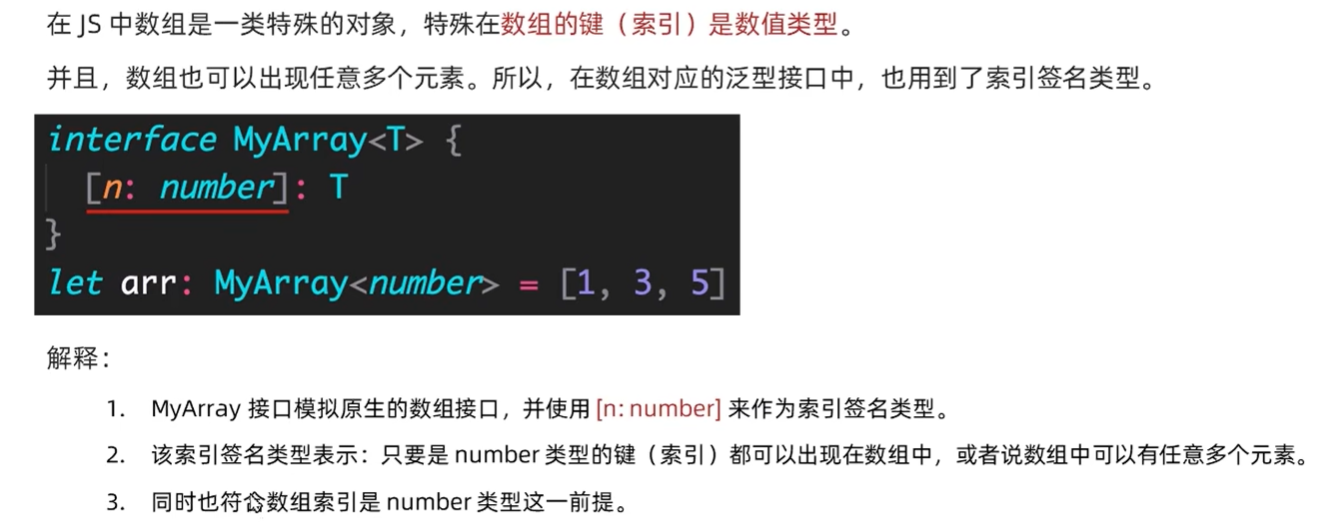 在 JS 中数组是一类特殊的对象，特殊在数组的键（索引）是数值类型。
并且，数组也可以出现任意多个元素。所以，在数组对应的泛型接口中，也用到了索引签名类型。
interface MyArray<T> {
[n: number]: T
}
let arr: MyArray<number> = [1, 3, 5]
解释：
1. MyArray 接口模拟原生的数组接口，并使用 [n: number] 来作为索引签名类型。
2. 该索引签名类型表示：只要是 number 类型的键（索引）都可以出现在数组中，或者说数组中可以有任意多个元素。
3. 同时也符合数组索引是 number 类型这一前提。